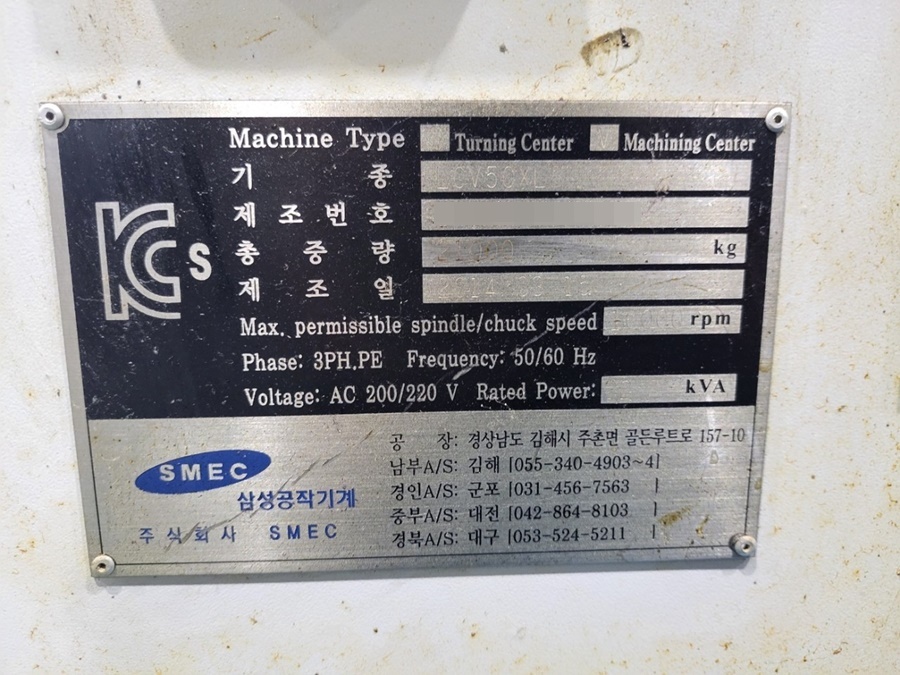 Machine Type Turning Center Machining Center
기 종
제 조 번 호
총 중 량 kg
제 조 일
Max. permissible spindle/chuck speed rpm
Phase: 3PH.PE Frequency: 50/60 Hz
Voltage: AC 200/220 V Rated Power: kVA
S
SMEC
삼성공작기계
주식회사 SMEC
공 장: 경상남도 김해시 주촌면 골든루트로 157-10
남부A/S: 김해 [055-340-4903~4]
경인A/S: 군포 [031-456-7563 ]
중부A/S: 대전 [042-864-8103 ]
경북A/S: 대구 [053-524-5211 ]